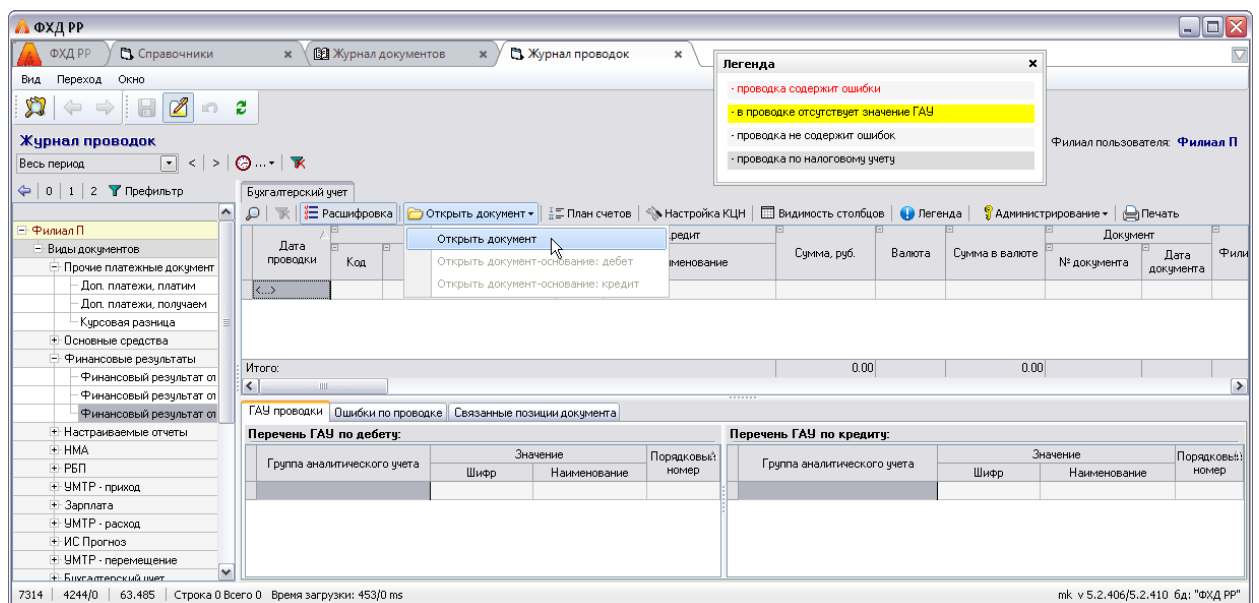 ФХД РР
ФХД РР Справочники Журнал документов Журнал проводок
Вид Переход Окно
Легенда
- проводка содержит ошибки
- в проводке отсутствует значение ГАУ
- проводка не содержит ошибок
- проводка по налоговому учету
Журнал проводок
Филиал пользователя: Филиал П
Весь период < > ...
0 1 2 Префильтр
Бухгалтерский учет
Расшифровка Открыть документ План счетов Настройка КЦН Видимость столбцов Легенда Администрирование Печать
Открыть документ
Открыть документ-основание: дебет
Открыть документ-основание: кредит
Дата проводки Код редит именование Сумма, руб. Валюта Сумма в валюте Документ № документа Дата документа Фили
<...>
Итого: 0.00 0.00
Филиал П
Виды документов
Прочие платежные документ
Доп. платежи, платим
Доп. платежи, получаем
Курсовая разница
Основные средства
Финансовые результаты
Финансовый результат от
Финансовый результат от
Финансовый результат от
Настраиваемые отчеты
НМА
РБП
УМТР - приход
Зарплата
УМТР - расход
ИС Прогноз
УМТР - перемещение
Бухгалтерский учет
ГАУ проводки Ошибки по проводке Связанные позиции документа
Перечень ГАУ по дебету:
Группа аналитического учета Значение Порядковый номер
Шифр Наименование
Перечень ГАУ по кредиту:
Группа аналитического учета Значение Порядковый номер
Шифр Наименование
7314 4244/0 63.485 Строка 0 Всего 0 Время загрузки: 453/0 ms mk v 5.2.406/5.2.410 бд: "ФХД РР"